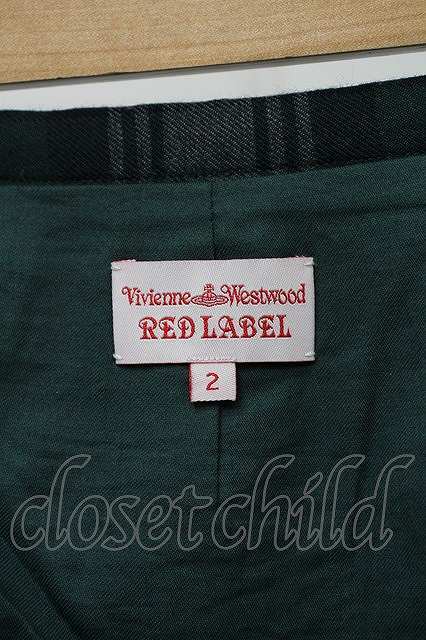 Vivienne Westwood
RED LABEL
2
closet child